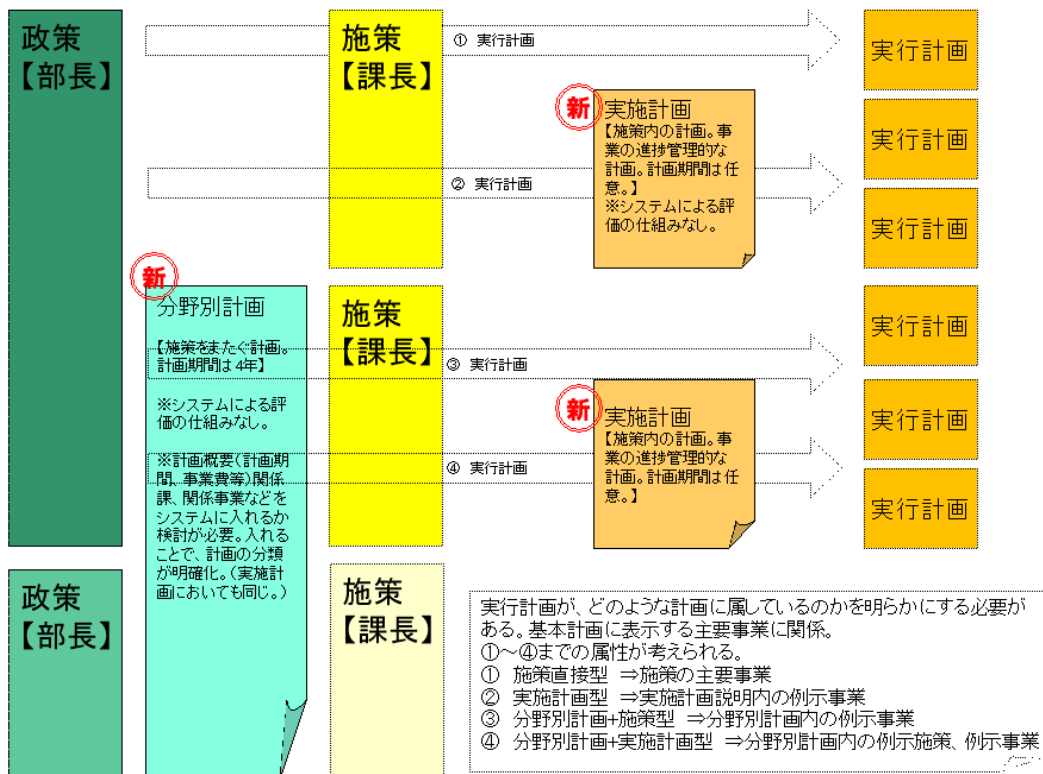 政策
【部長】
施策
【課長】
① 実行計画
実行計画
新
実施計画
【施策内の計画。事
業の進捗管理的な
計画。計画期間は任
意。】
※システムによる評
価の仕組みなし。
実行計画
② 実行計画
実行計画
新
分野別計画
【施策をまたぐ計画。
計画期間は4年】
※システムによる評
価の仕組みなし。
※計画概要（計画期
間、事業費等）関係
課、関係事業などを
システムに入れるか
検討が必要。入れる
ことで、計画の分類
が明確化。（実施計
画においても同じ。）
施策
【課長】
③ 実行計画
実行計画
新
実施計画
【施策内の計画。事
業の進捗管理的な
計画。計画期間は任
意。】
実行計画
④ 実行計画
実行計画
政策
【部長】
施策
【課長】
実行計画が、どのような計画に属しているのかを明らかにする必要が
ある。基本計画に表示する主要事業に関係。
①～④までの属性が考えられる。
① 施策直接型 ⇒施策の主要事業
② 実施計画型 ⇒実施計画説明内の例示事業
③ 分野別計画+施策型 ⇒分野別計画内の例示事業
④ 分野別計画+実施計画型 ⇒分野別計画内の例示施策、例示事業